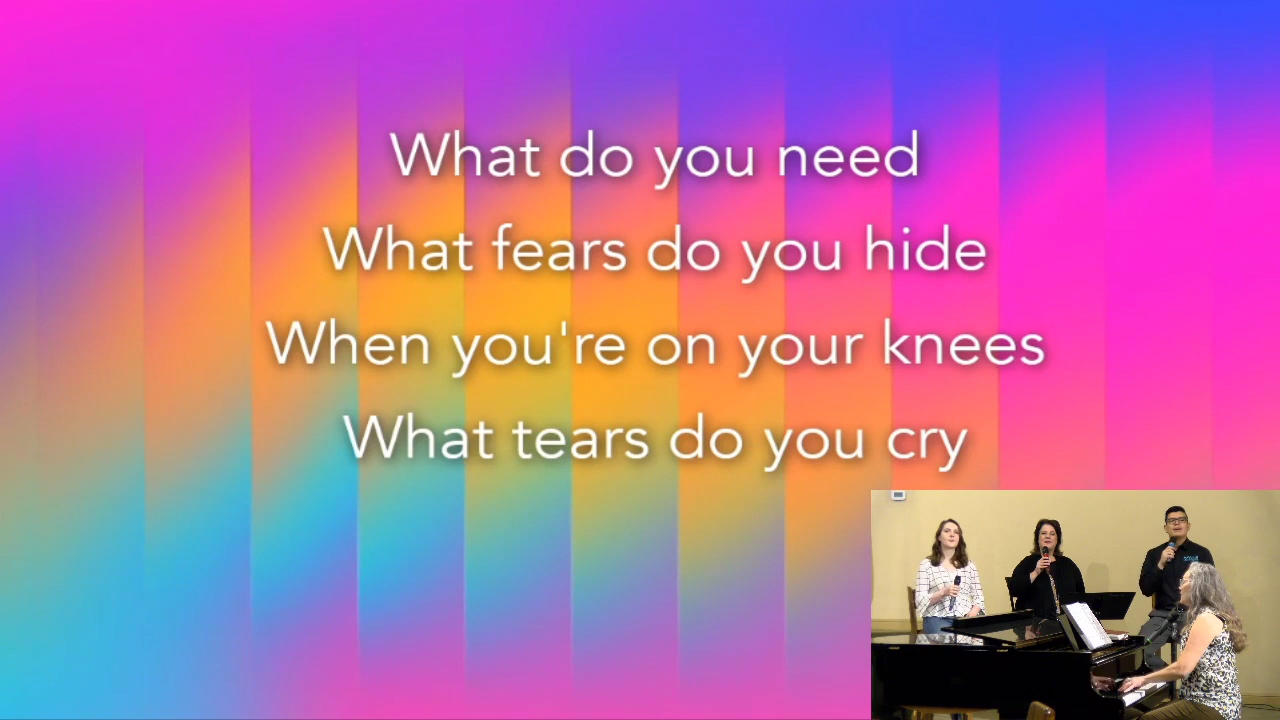 What do you need
What fears do you hide
When you're on your knees
What tears do you cry